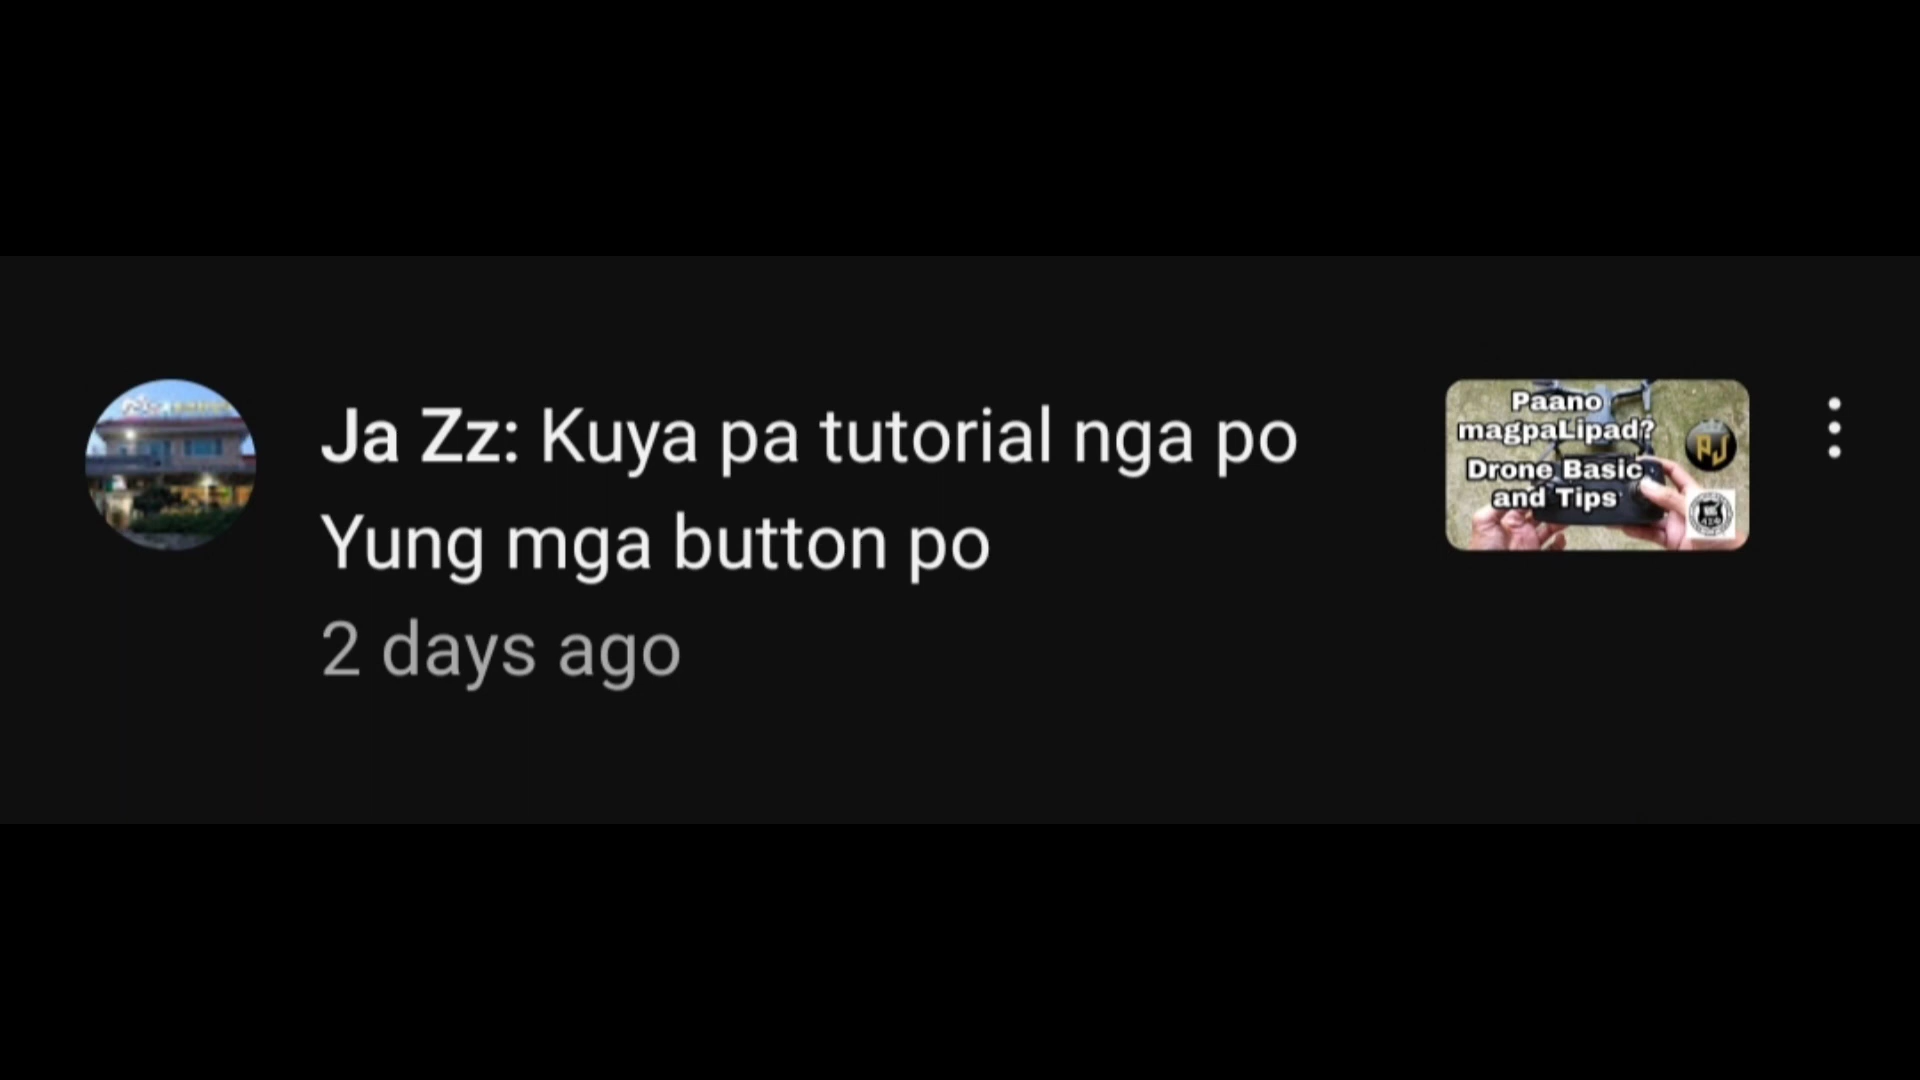 Ja Zz: Kuya pa tutorial nga po
Yung mga button po
2 days ago
Paano
magpaLipad?
Drone Basic
and Tips